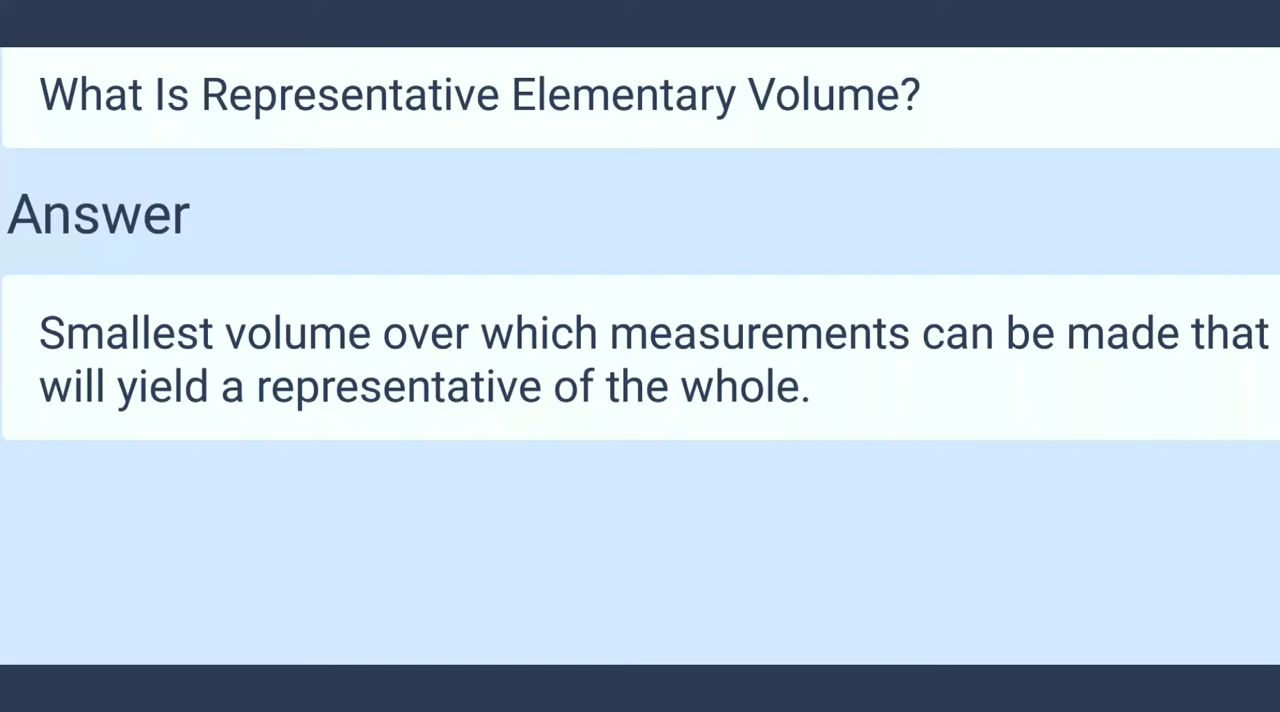 What Is Representative Elementary Volume?
Answer
Smallest volume over which measurements can be made that
will yield a representative of the whole.